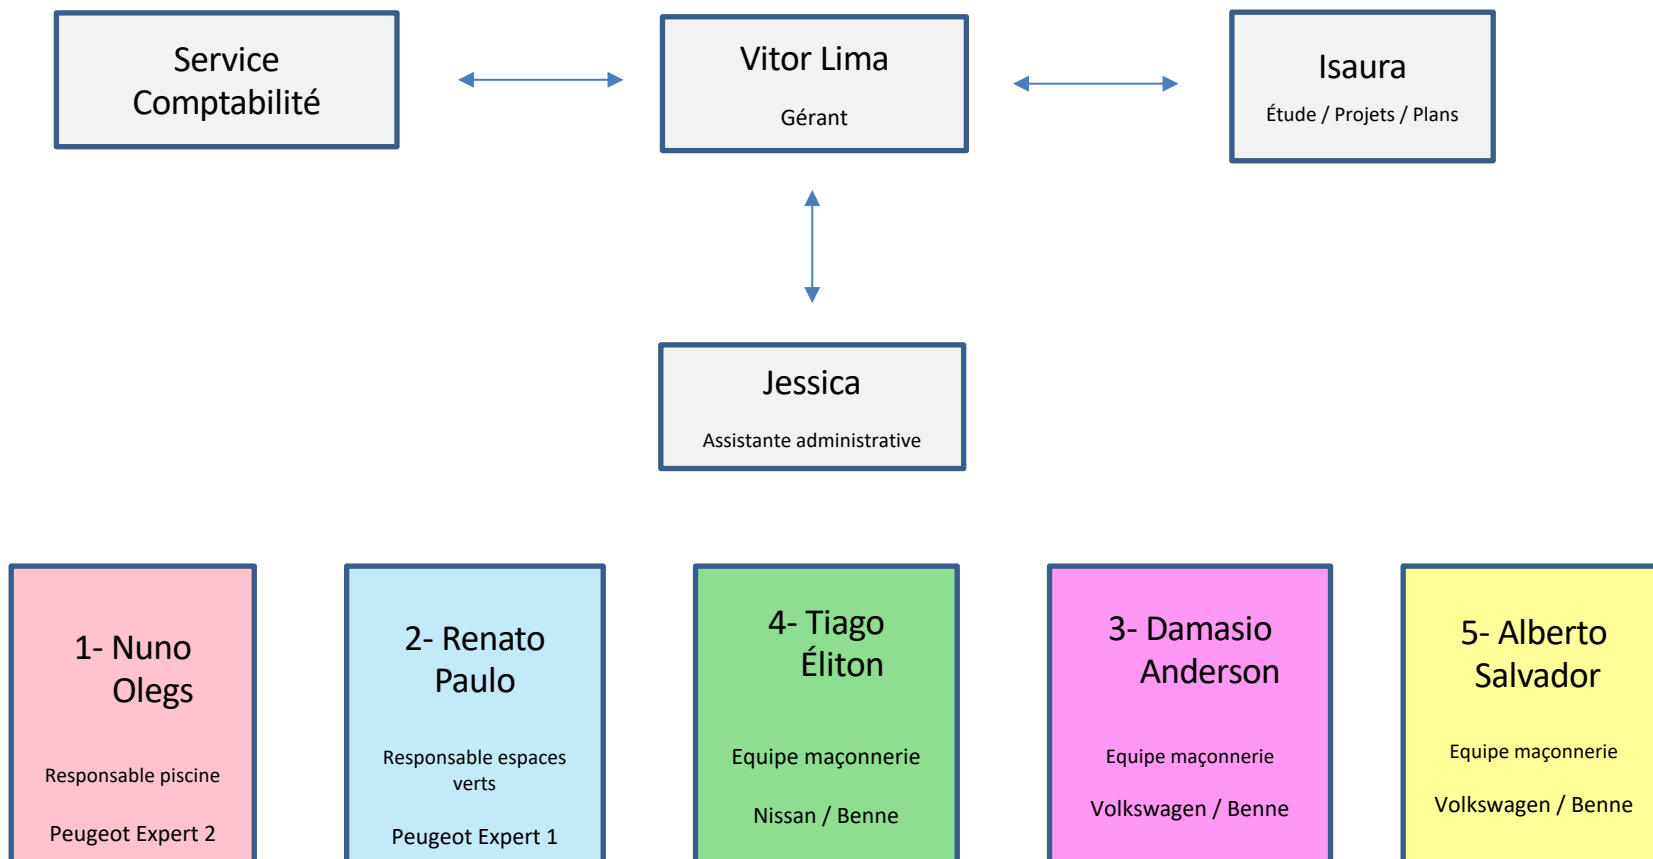 Service
Comptabilité
Vitor Lima
Gérant
Isaura
Étude / Projets / Plans
Jessica
Assistante administrative
1- Nuno
Olegs
Responsable piscine
Peugeot Expert 2
2- Renato
Paulo
Responsable espaces
verts
Peugeot Expert 1
4- Tiago
Éliton
Equipe maçonnerie
Nissan / Benne
3- Damasio
Anderson
Equipe maçonnerie
Volkswagen / Benne
5- Alberto
Salvador
Equipe maçonnerie
Volkswagen / Benne